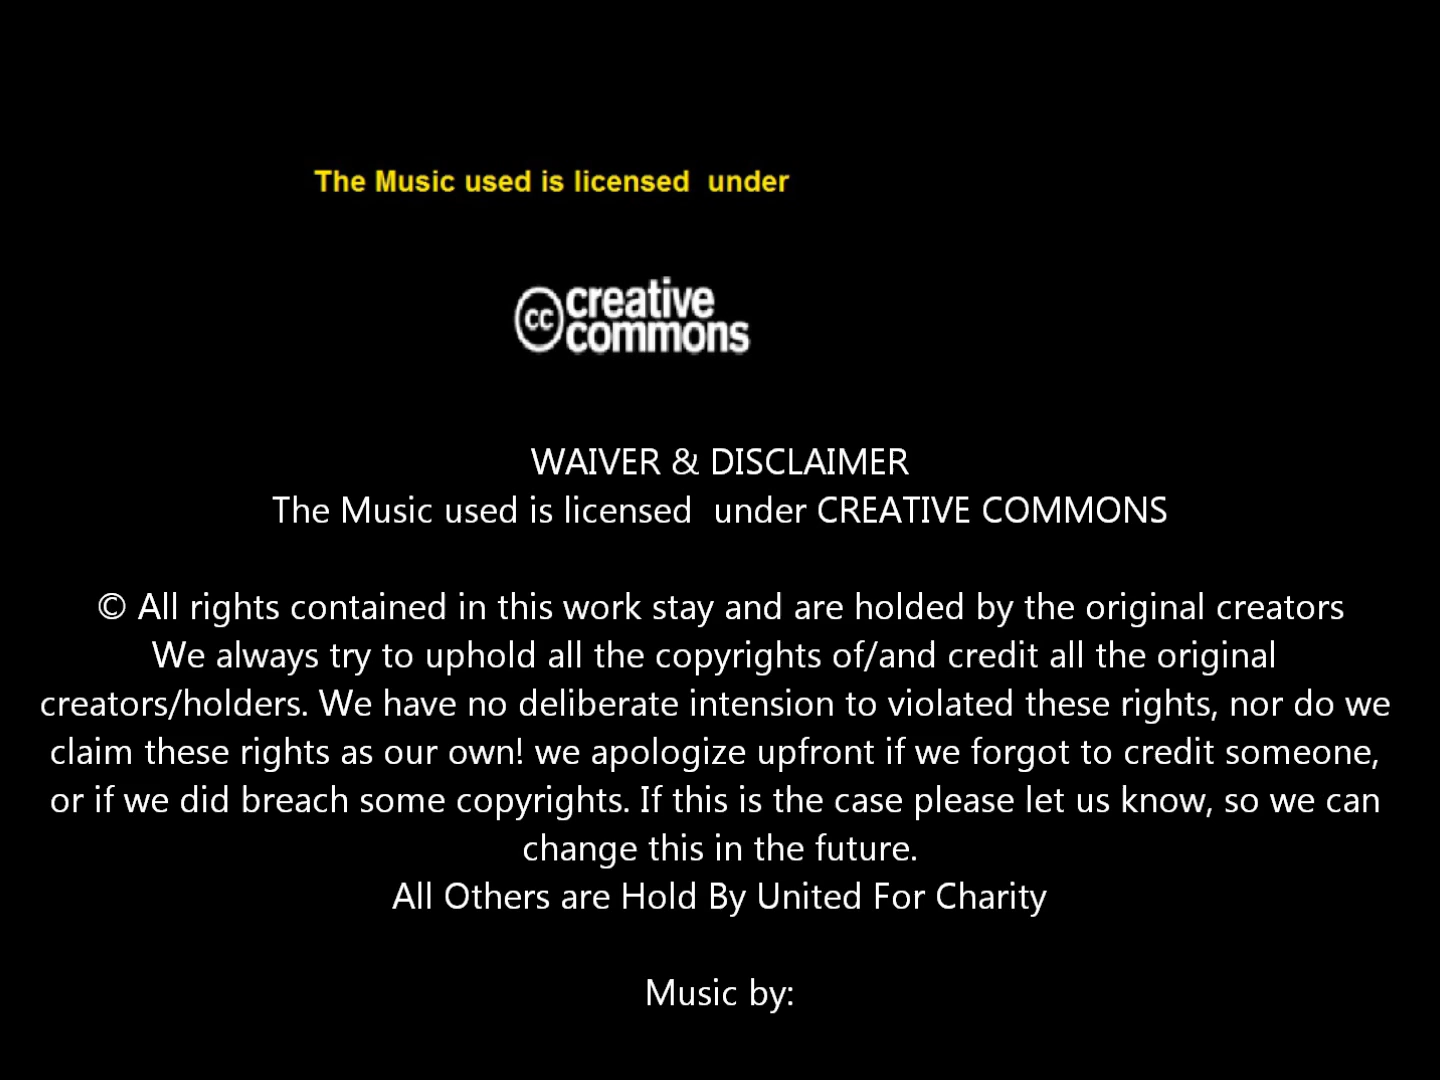 The Music used is licensed  under
cc creative
commons
WAIVER & DISCLAIMER
The Music used is licensed  under CREATIVE COMMONS
© All rights contained in this work stay and are holded by the original creators
We always try to uphold all the copyrights of/and credit all the original
creators/holders. We have no deliberate intension to violated these rights, nor do we
claim these rights as our own! we apologize upfront if we forgot to credit someone,
or if we did breach some copyrights. If this is the case please let us know, so we can
change this in the future.
All Others are Hold By United For Charity
Music by: